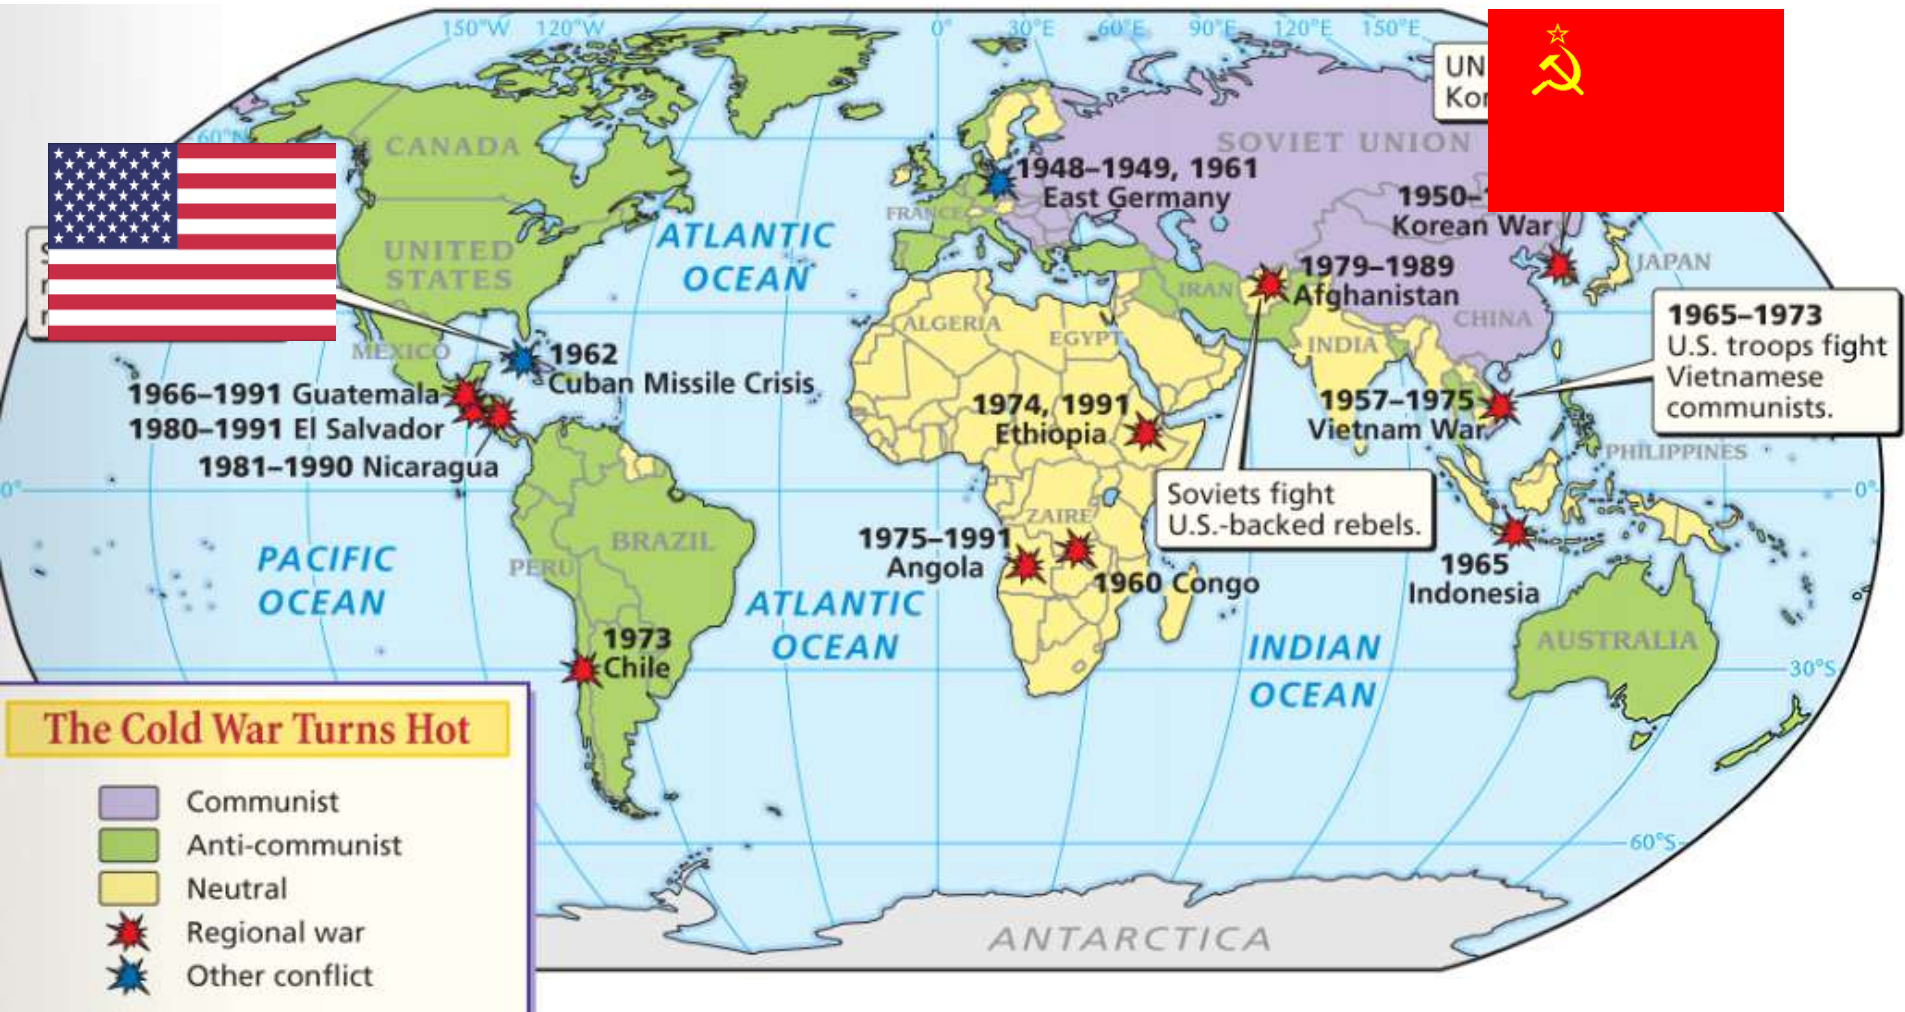 150°W 120°W 0° 30°E 60°E 90°E 120°E 150°E
UN
Kor
60°N
CANADA
SOVIET UNION
1948–1949, 1961
East Germany
1950–
Korean War
FRANCE
ATLANTIC
OCEAN
UNITED
STATES
JAPAN
1979–1989
Afghanistan
IRAN
CHINA
ALGERIA
EGYPT
INDIA
1965–1973
U.S. troops fight
Vietnamese
communists.
MEXICO
1962
Cuban Missile Crisis
1966–1991 Guatemala
1980–1991 El Salvador
1981–1990 Nicaragua
1974, 1991
Ethiopia
1957–1975
Vietnam War
PHILIPPINES
0°
0°
Soviets fight
U.S.-backed rebels.
ZAIRE
BRAZIL
PERU
PACIFIC
OCEAN
1975–1991
Angola
1960 Congo
1965
Indonesia
ATLANTIC
OCEAN
INDIAN
OCEAN
AUSTRALIA
1973
Chile
30°S
60°S
ANTARCTICA
The Cold War Turns Hot
Communist
Anti-communist
Neutral
Regional war
Other conflict